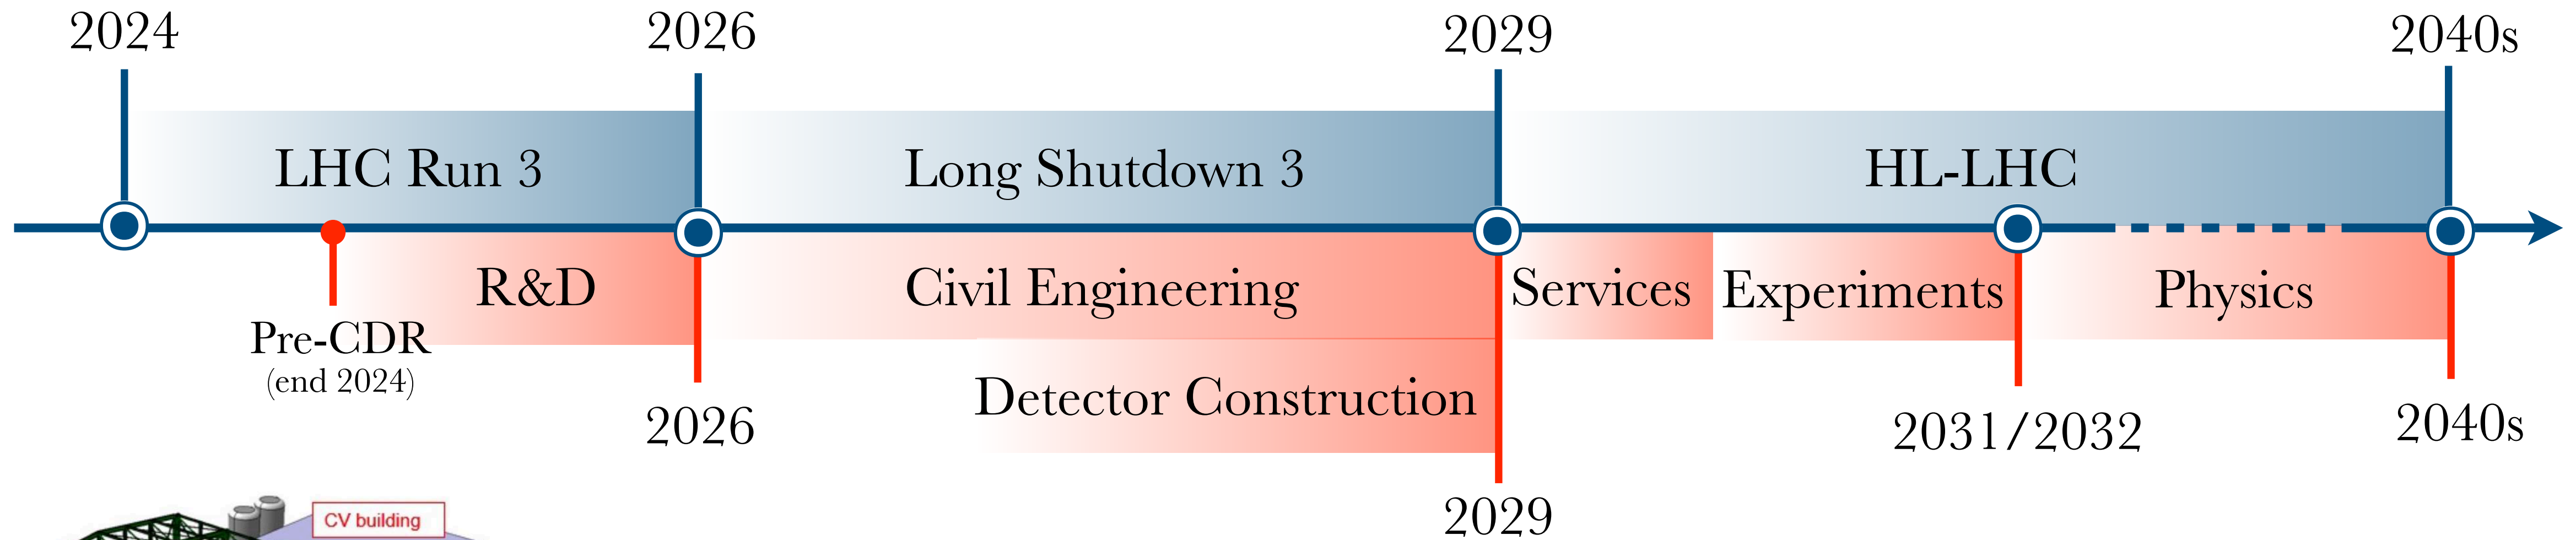 2024
2026
2029
2040s
LHC Run 3
Long Shutdown 3
HL-LHC
R&D
Civil Engineering
Services
Experiments
Physics
Pre-CDR
(end 2024)
Detector Construction
2026
2031/2032
2040s
2029
CV building